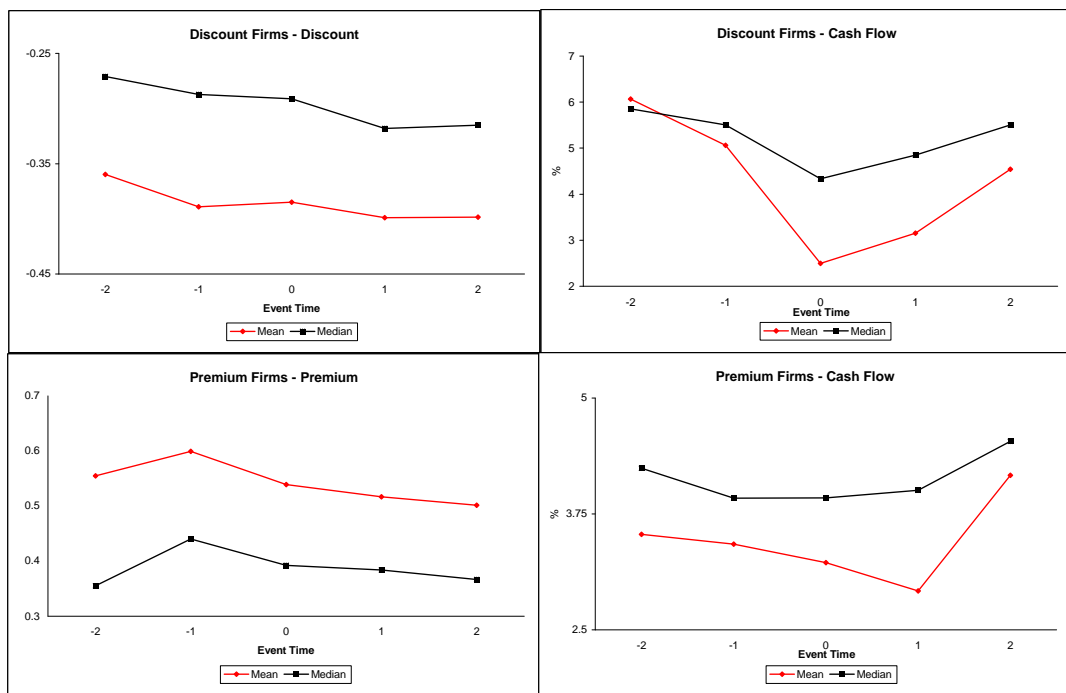 Discount Firms - Discount
-0.25
-0.35
-0.45
-2 -1 0 1 2
Event Time
Mean Median
Discount Firms - Cash Flow
7
6
5
4
3
2
%
-2 -1 0 1 2
Event Time
Mean Median
Premium Firms - Premium
0.7
0.6
0.5
0.4
0.3
-2 -1 0 1 2
Event Time
Mean Median
Premium Firms - Cash Flow
5
3.75
2.5
%
-2 -1 0 1 2
Event Time
Mean Median